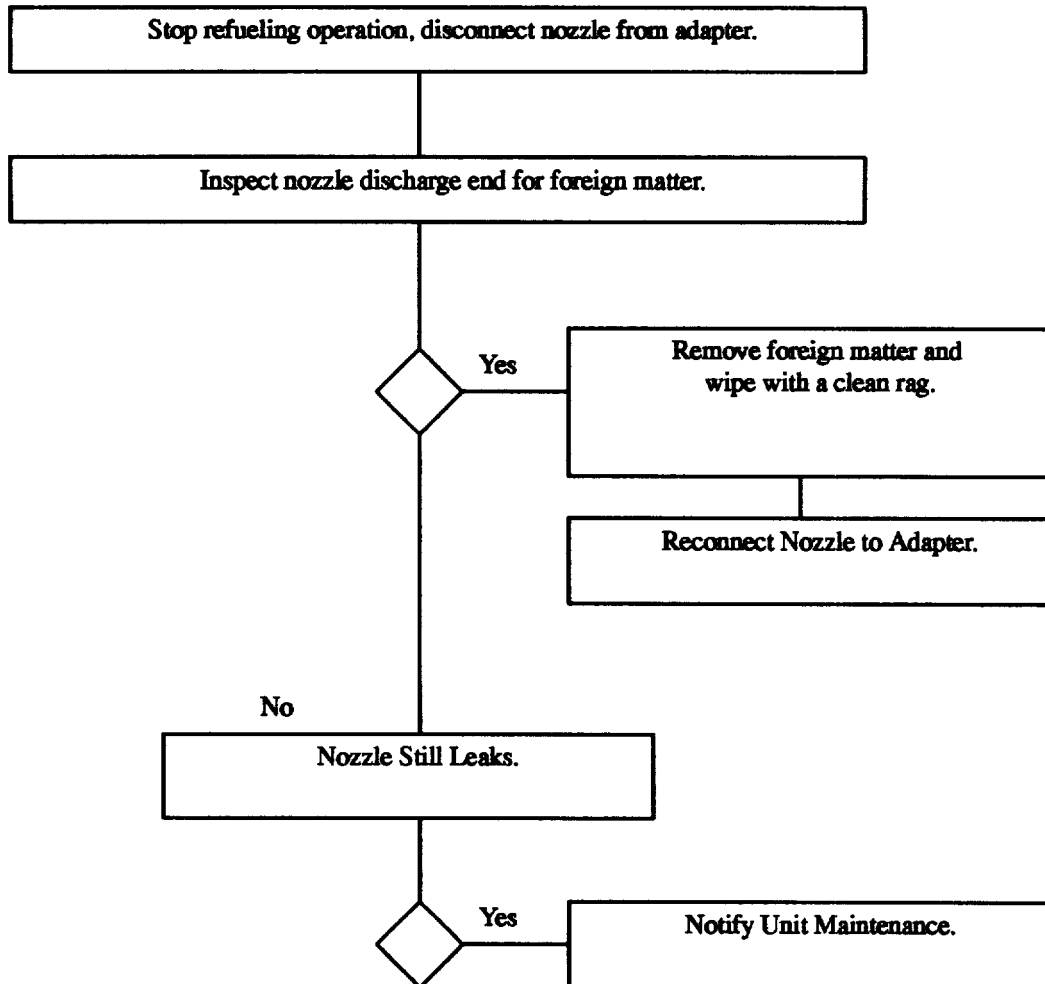 Stop refueling operation, disconnect nozzle from adapter.
Inspect nozzle discharge end for foreign matter.
Yes
Remove foreign matter and
wipe with a clean rag.
Reconnect Nozzle to Adapter.
No
Nozzle Still Leaks.
Yes
Notify Unit Maintenance.